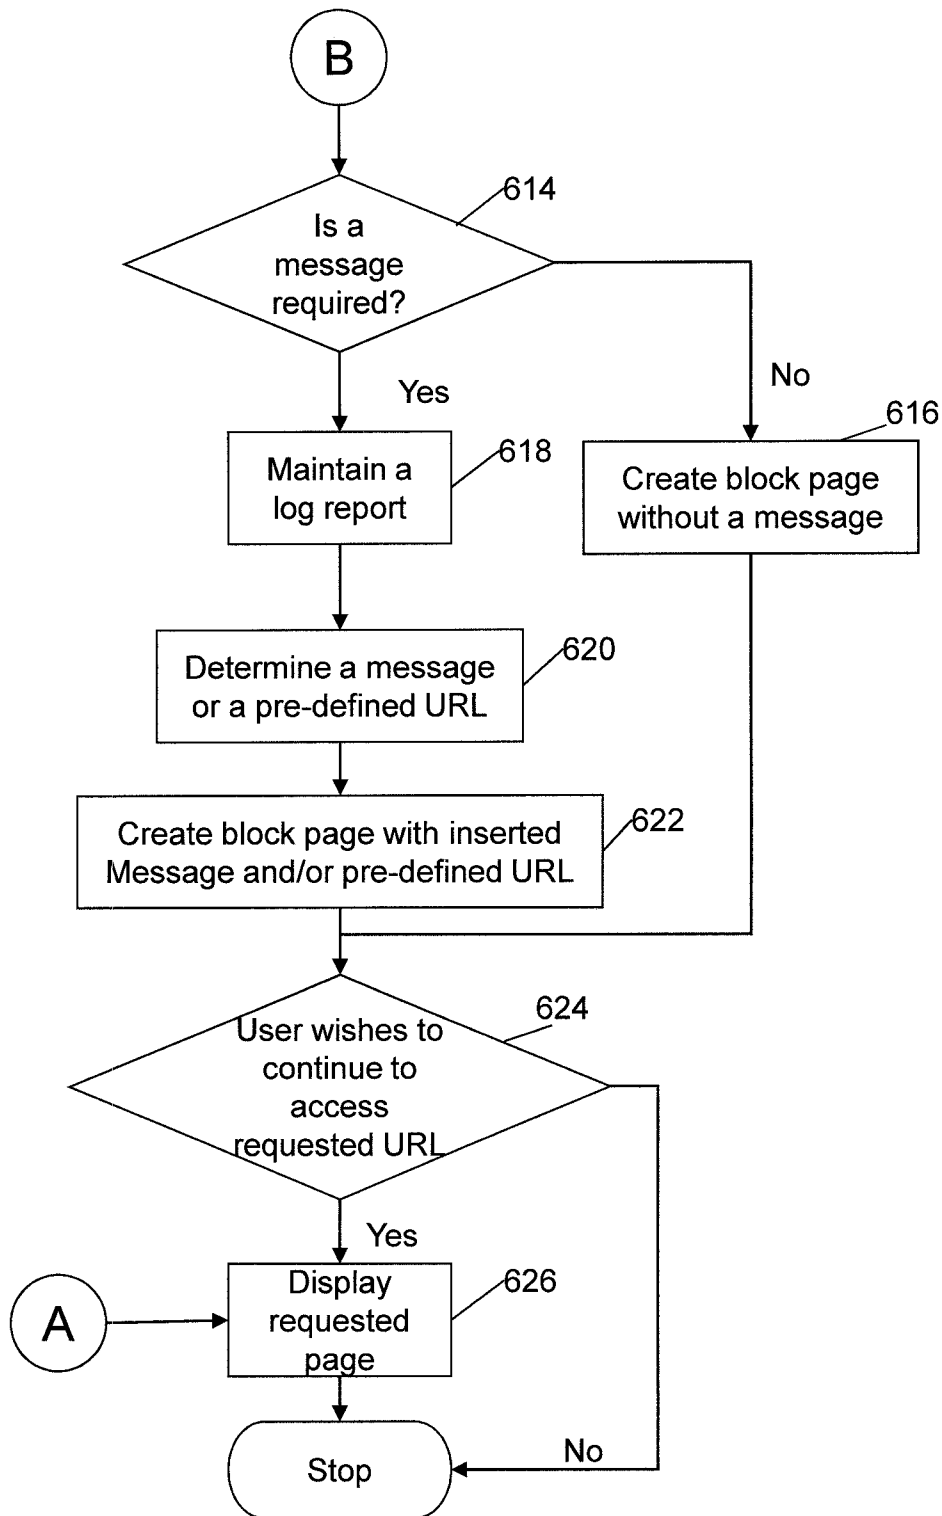 B
614
Is a
message
required?
Yes
No
616
618
Maintain a
log report
Create block page
without a message
620
Determine a message
or a pre-defined URL
622
Create block page with inserted
Message and/or pre-defined URL
624
User wishes to
continue to
access
requested URL
Yes
626
A
Display
requested
page
No
Stop